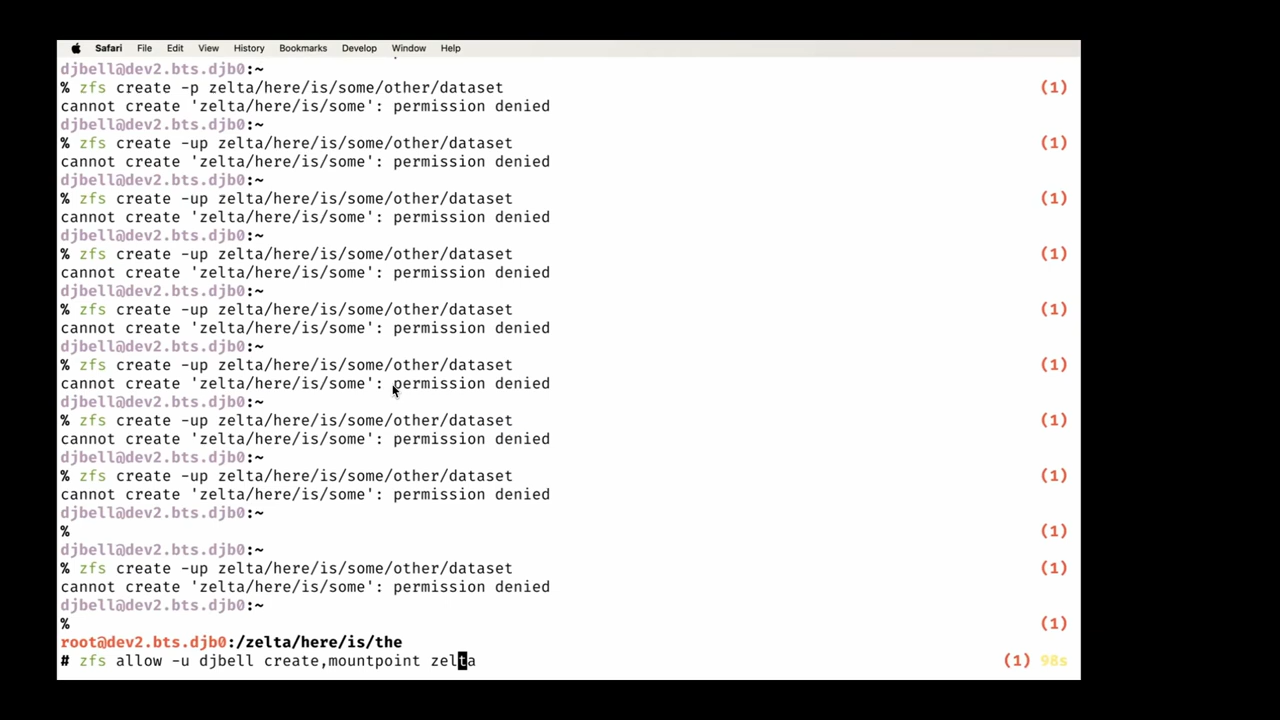 Safari File Edit View History Bookmarks Develop Window Help
djbell@dev2.bts.djb0:~
% zfs create -p zelta/here/is/some/other/dataset (1)
cannot create 'zelta/here/is/some': permission denied
djbell@dev2.bts.djb0:~
% zfs create -up zelta/here/is/some/other/dataset (1)
cannot create 'zelta/here/is/some': permission denied
djbell@dev2.bts.djb0:~
% zfs create -up zelta/here/is/some/other/dataset (1)
cannot create 'zelta/here/is/some': permission denied
djbell@dev2.bts.djb0:~
% zfs create -up zelta/here/is/some/other/dataset (1)
cannot create 'zelta/here/is/some': permission denied
djbell@dev2.bts.djb0:~
% zfs create -up zelta/here/is/some/other/dataset (1)
cannot create 'zelta/here/is/some': permission denied
djbell@dev2.bts.djb0:~
% zfs create -up zelta/here/is/some/other/dataset (1)
cannot create 'zelta/here/is/some': permission denied
djbell@dev2.bts.djb0:~
% zfs create -up zelta/here/is/some/other/dataset (1)
cannot create 'zelta/here/is/some': permission denied
djbell@dev2.bts.djb0:~
% zfs create -up zelta/here/is/some/other/dataset (1)
cannot create 'zelta/here/is/some': permission denied
djbell@dev2.bts.djb0:~
% (1)
djbell@dev2.bts.djb0:~
% zfs create -up zelta/here/is/some/other/dataset (1)
cannot create 'zelta/here/is/some': permission denied
djbell@dev2.bts.djb0:~
% (1)
root@dev2.bts.djb0:/zelta/here/is/the
# zfs allow -u djbell create,mountpoint zelta (1) 98s